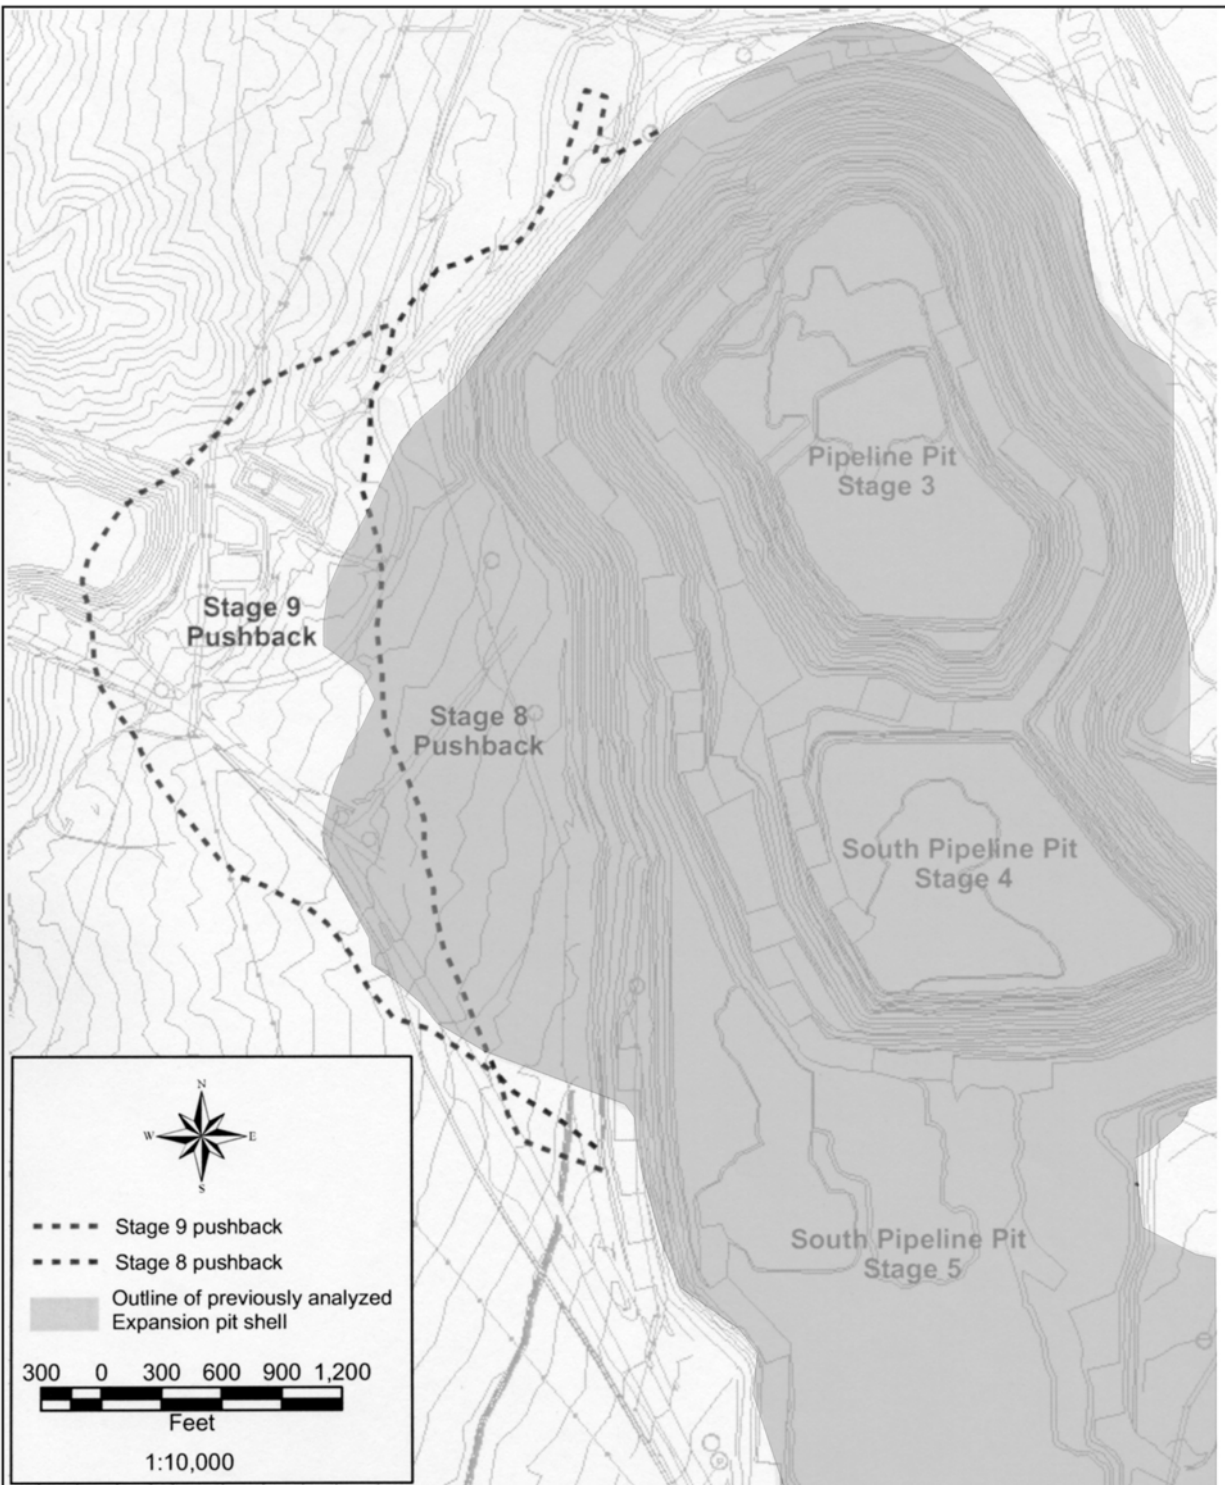 Pipeline Pit
Stage 3
Stage 9
Pushback
Stage 8
Pushback
South Pipeline Pit
Stage 4
South Pipeline Pit
Stage 5
N
W
E
S
Stage 9 pushback
Stage 8 pushback
Outline of previously analyzed
Expansion pit shell
300 0 300 600 900 1,200
Feet
1:10,000